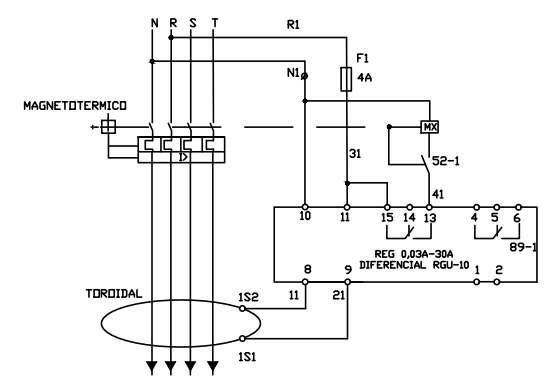 N R S T
R1
F1
4A
N1
MAGNETOTERMICO
MX
I>
31
52-1
41
10 11 15 14 13 4 5 6
89-1
REG 0,03A-30A
DIFERENCIAL RGU-10
8 9 1 2
11 21
TOROIDAL
1S2
1S1